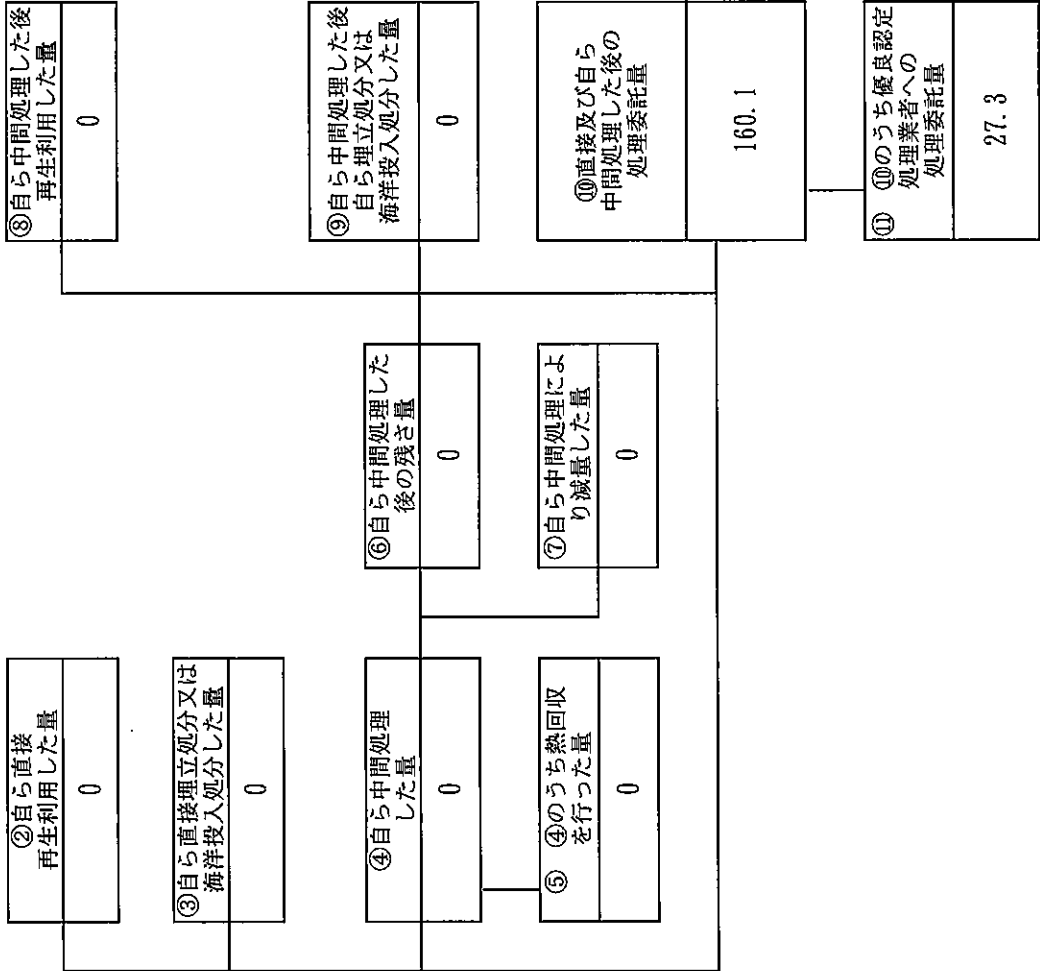 ②自ら直接
再生利用した量
0
③自ら直接埋立処分又は
海洋投入処分した量
0
④自ら中間処理
した量
0
⑤ ④のうち熱回収
を行った量
0
⑥自ら中間処理した
後の残さ量
0
⑦自ら中間処理によ
り減量した量
0
⑧自ら中間処理した後
再生利用した量
0
⑨自ら中間処理した後
自ら埋立処分又は
海洋投入処分した量
0
⑩直接及び自ら
中間処理した後の
処理委託量
160.1
⑪ ⑩のうち優良認定
処理業者への
処理委託量
27.3